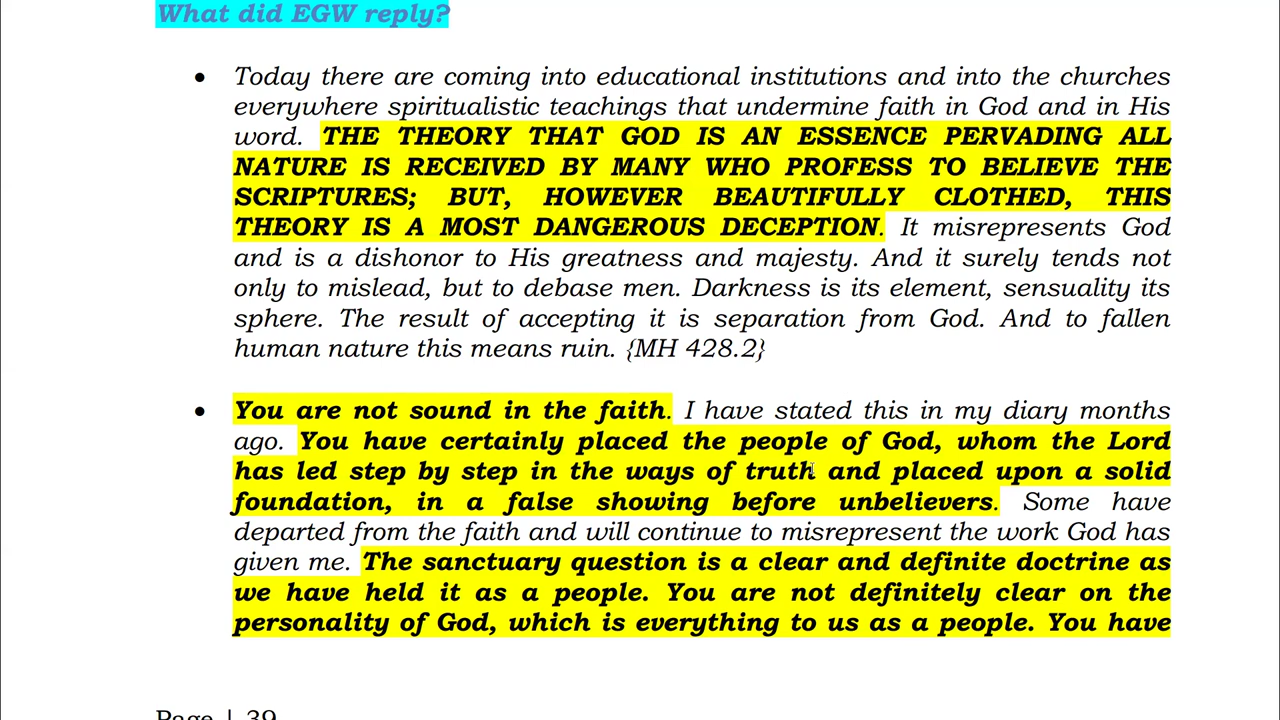 What did EGW reply?
• Today there are coming into educational institutions and into the churches
everywhere spiritualistic teachings that undermine faith in God and in His
word. THE THEORY THAT GOD IS AN ESSENCE PERVADING ALL
NATURE IS RECEIVED BY MANY WHO PROFESS TO BELIEVE THE
SCRIPTURES; BUT, HOWEVER BEAUTIFULLY CLOTHED, THIS
THEORY IS A MOST DANGEROUS DECEPTION. It misrepresents God
and is a dishonor to His greatness and majesty. And it surely tends not
only to mislead, but to debase men. Darkness is its element, sensuality its
sphere. The result of accepting it is separation from God. And to fallen
human nature this means ruin. {MH 428.2}
• You are not sound in the faith. I have stated this in my diary months
ago. You have certainly placed the people of God, whom the Lord
has led step by step in the ways of truth and placed upon a solid
foundation, in a false showing before unbelievers. Some have
departed from the faith and will continue to misrepresent the work God has
given me. The sanctuary question is a clear and definite doctrine as
we have held it as a people. You are not definitely clear on the
personality of God, which is everything to us as a people. You have
Page | 39